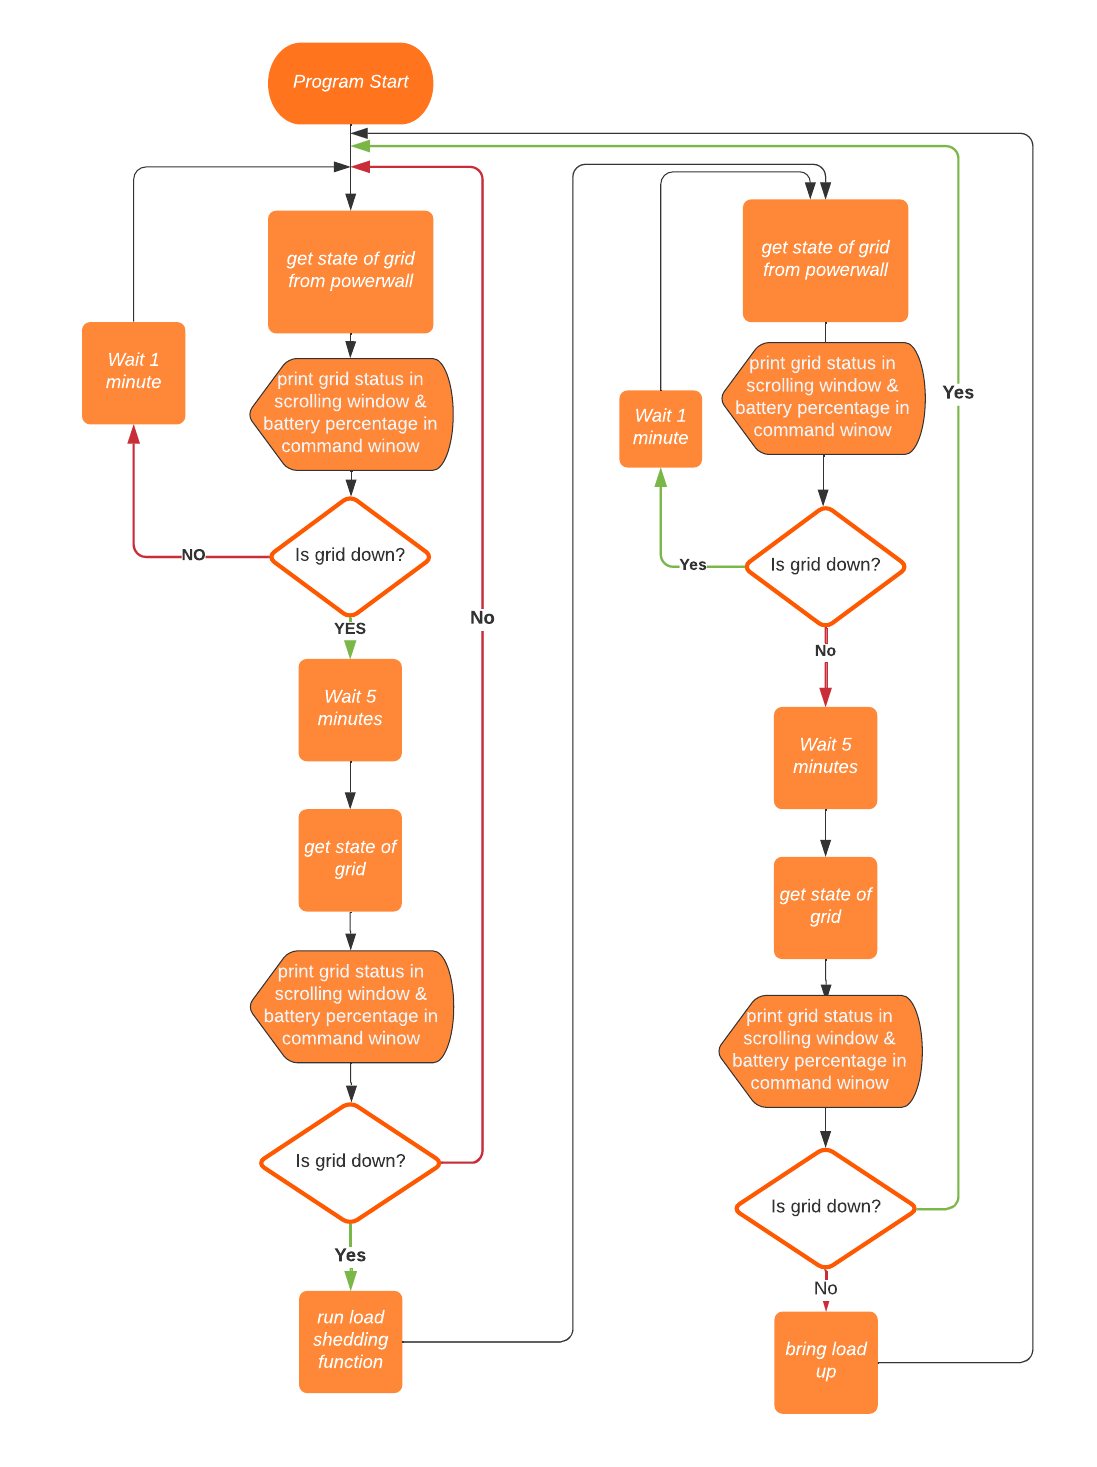 Program Start
get state of grid
from powerwall
Wait 1
minute
print grid status in
scrolling window &
battery percentage in
command winow
NO
Is grid down?
YES
No
Wait 5
minutes
get state of
grid
print grid status in
scrolling window &
battery percentage in
command winow
Is grid down?
Yes
run load
shedding
function
get state of grid
from powerwall
print grid status in
scrolling window &
battery percentage in
command winow
Yes
Wait 1
minute
Yes
Is grid down?
No
Wait 5
minutes
get state of
grid
print grid status in
scrolling window &
battery percentage in
command winow
Is grid down?
No
bring load
up